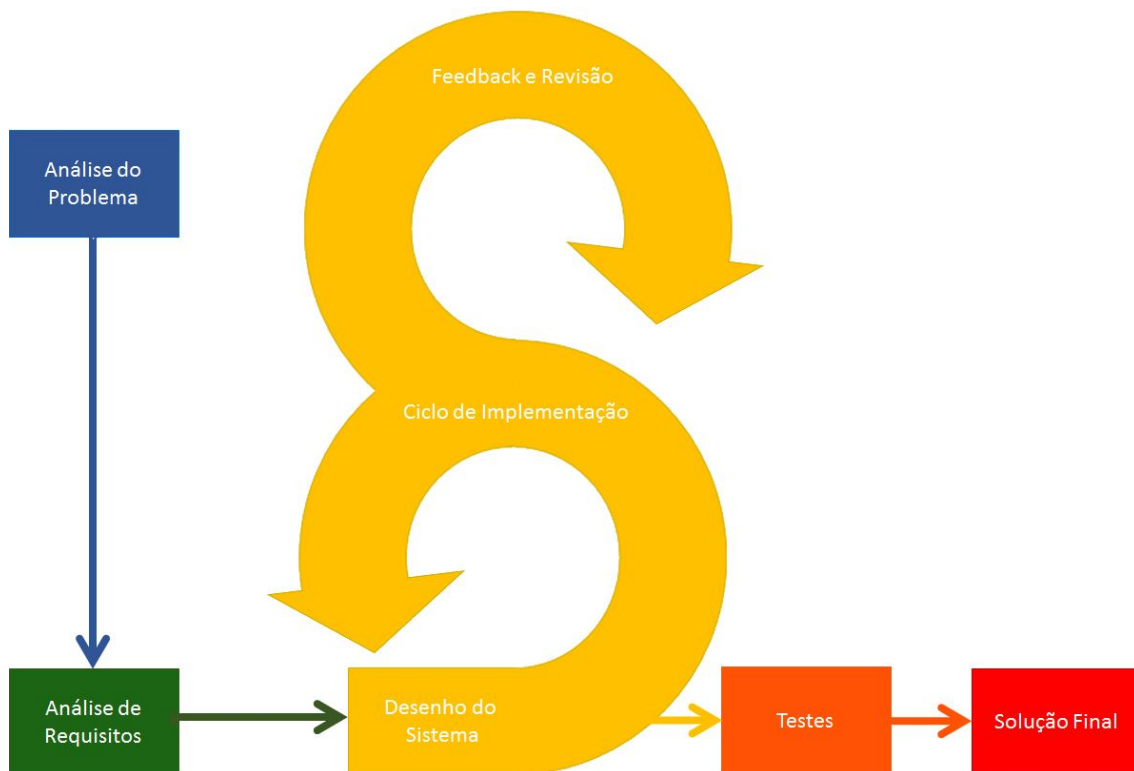 Feedback e Revisão
Análise do
Problema
Ciclo de Implementação
Análise de
Requisitos
Desenho do
Sistema
Testes
Solução Final